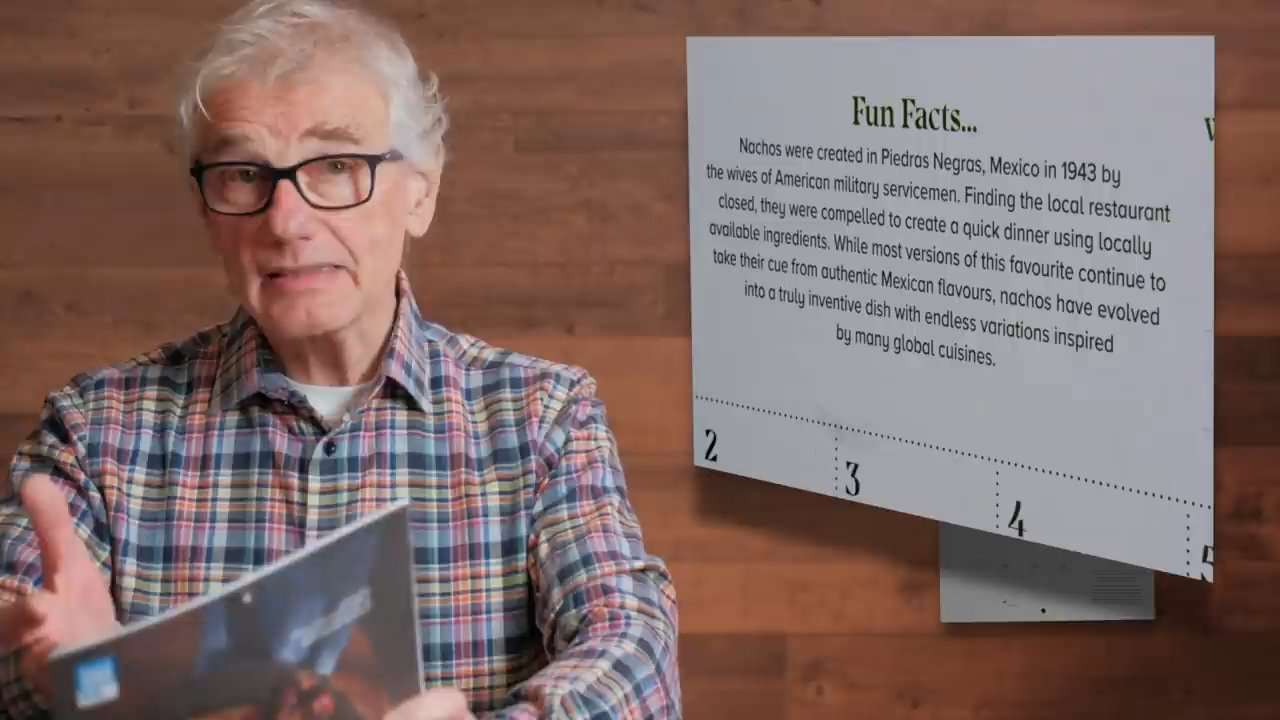 Fun Facts...
Nachos were created in Piedras Negras, Mexico in 1943 by
the wives of American military servicemen. Finding the local restaurant
closed, they were compelled to create a quick dinner using locally
available ingredients. While most versions of this favourite continue to
take their cue from authentic Mexican flavours, nachos have evolved
into a truly inventive dish with endless variations inspired
by many global cuisines.
2
3
4